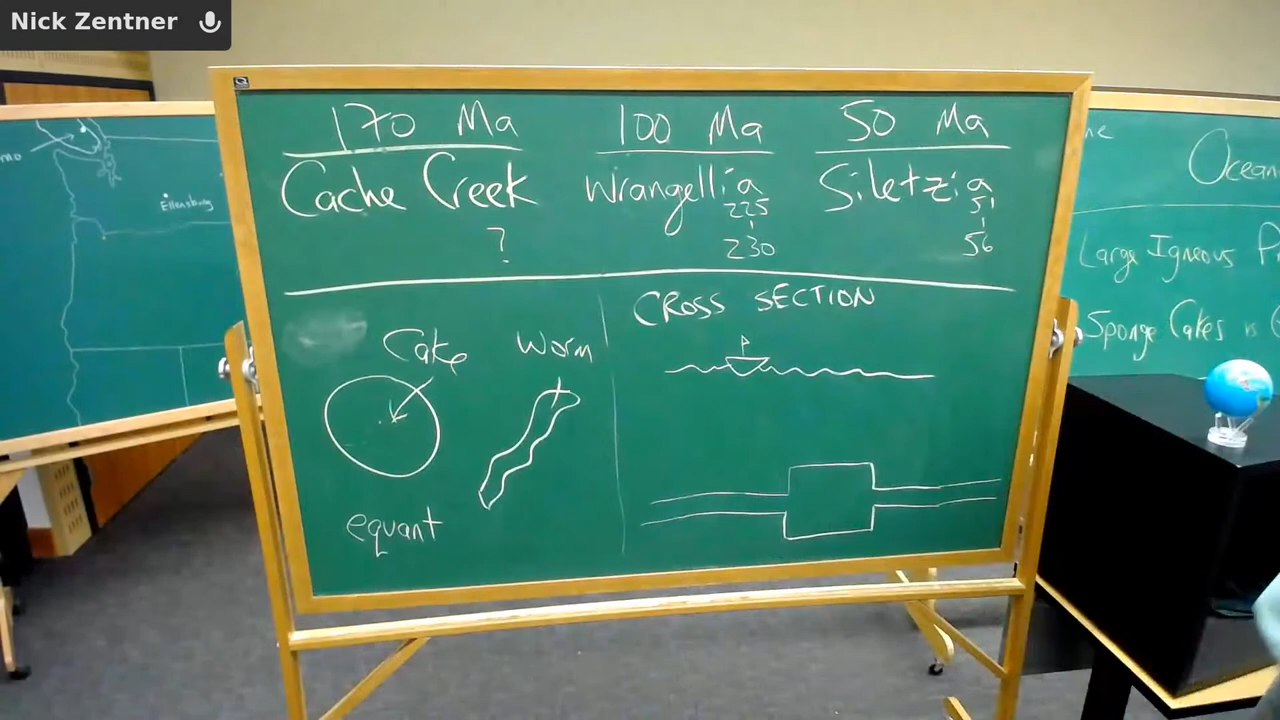 Nick Zentner
170 Ma 100 Ma 50 Ma
Cache Creek Wrangellia Siletzia
225 51
230 56
?
Cake Worm
equant
CROSS SECTION
Ellensburg
Ocean
Large Igneous
Sponge Cakes vs